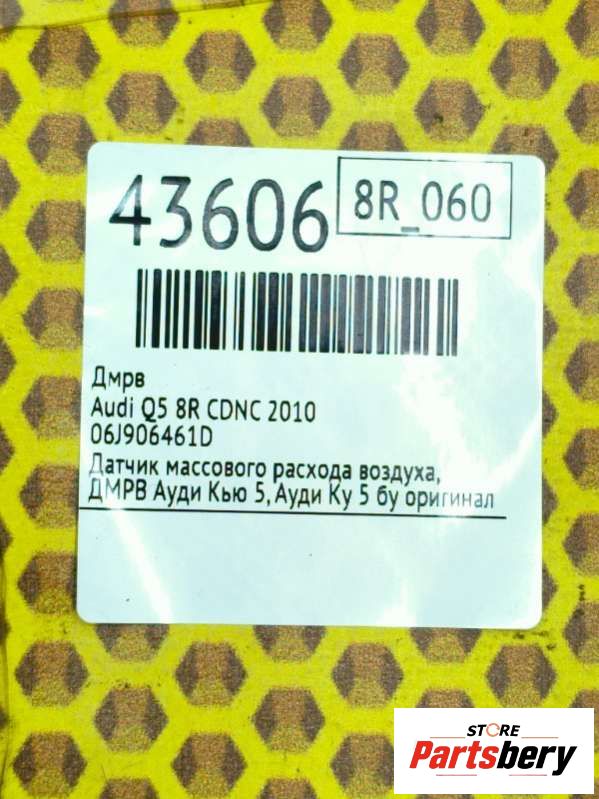 43606
8R_060
Дмрв
Audi Q5 8R CDNC 2010
06J906461D
Датчик массового расхода воздуха,
ДМРВ Ауди Кью 5, Ауди Ку 5 бу оригинал
STORE
Partsbery